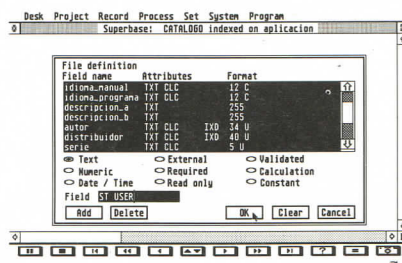 Desk Project Record Process Set System Program
Superbase: CATALOGO indexed on aplicacion
File definition
Field name Attributes Format
idioma_manual TXT CLC 12 C
idioma_programa TXT CLC 12 C
descripcion_a TXT 255
descripcion_b TXT 255
autor TXT CLC IXD 34 U
distribuidor TXT CLC IXD 40 U
serie TXT CLC 5 U
Text External Validated
Numeric Required Calculation
Date / Time Read only Constant
Field ST USER
Add Delete OK Clear Cancel
? =